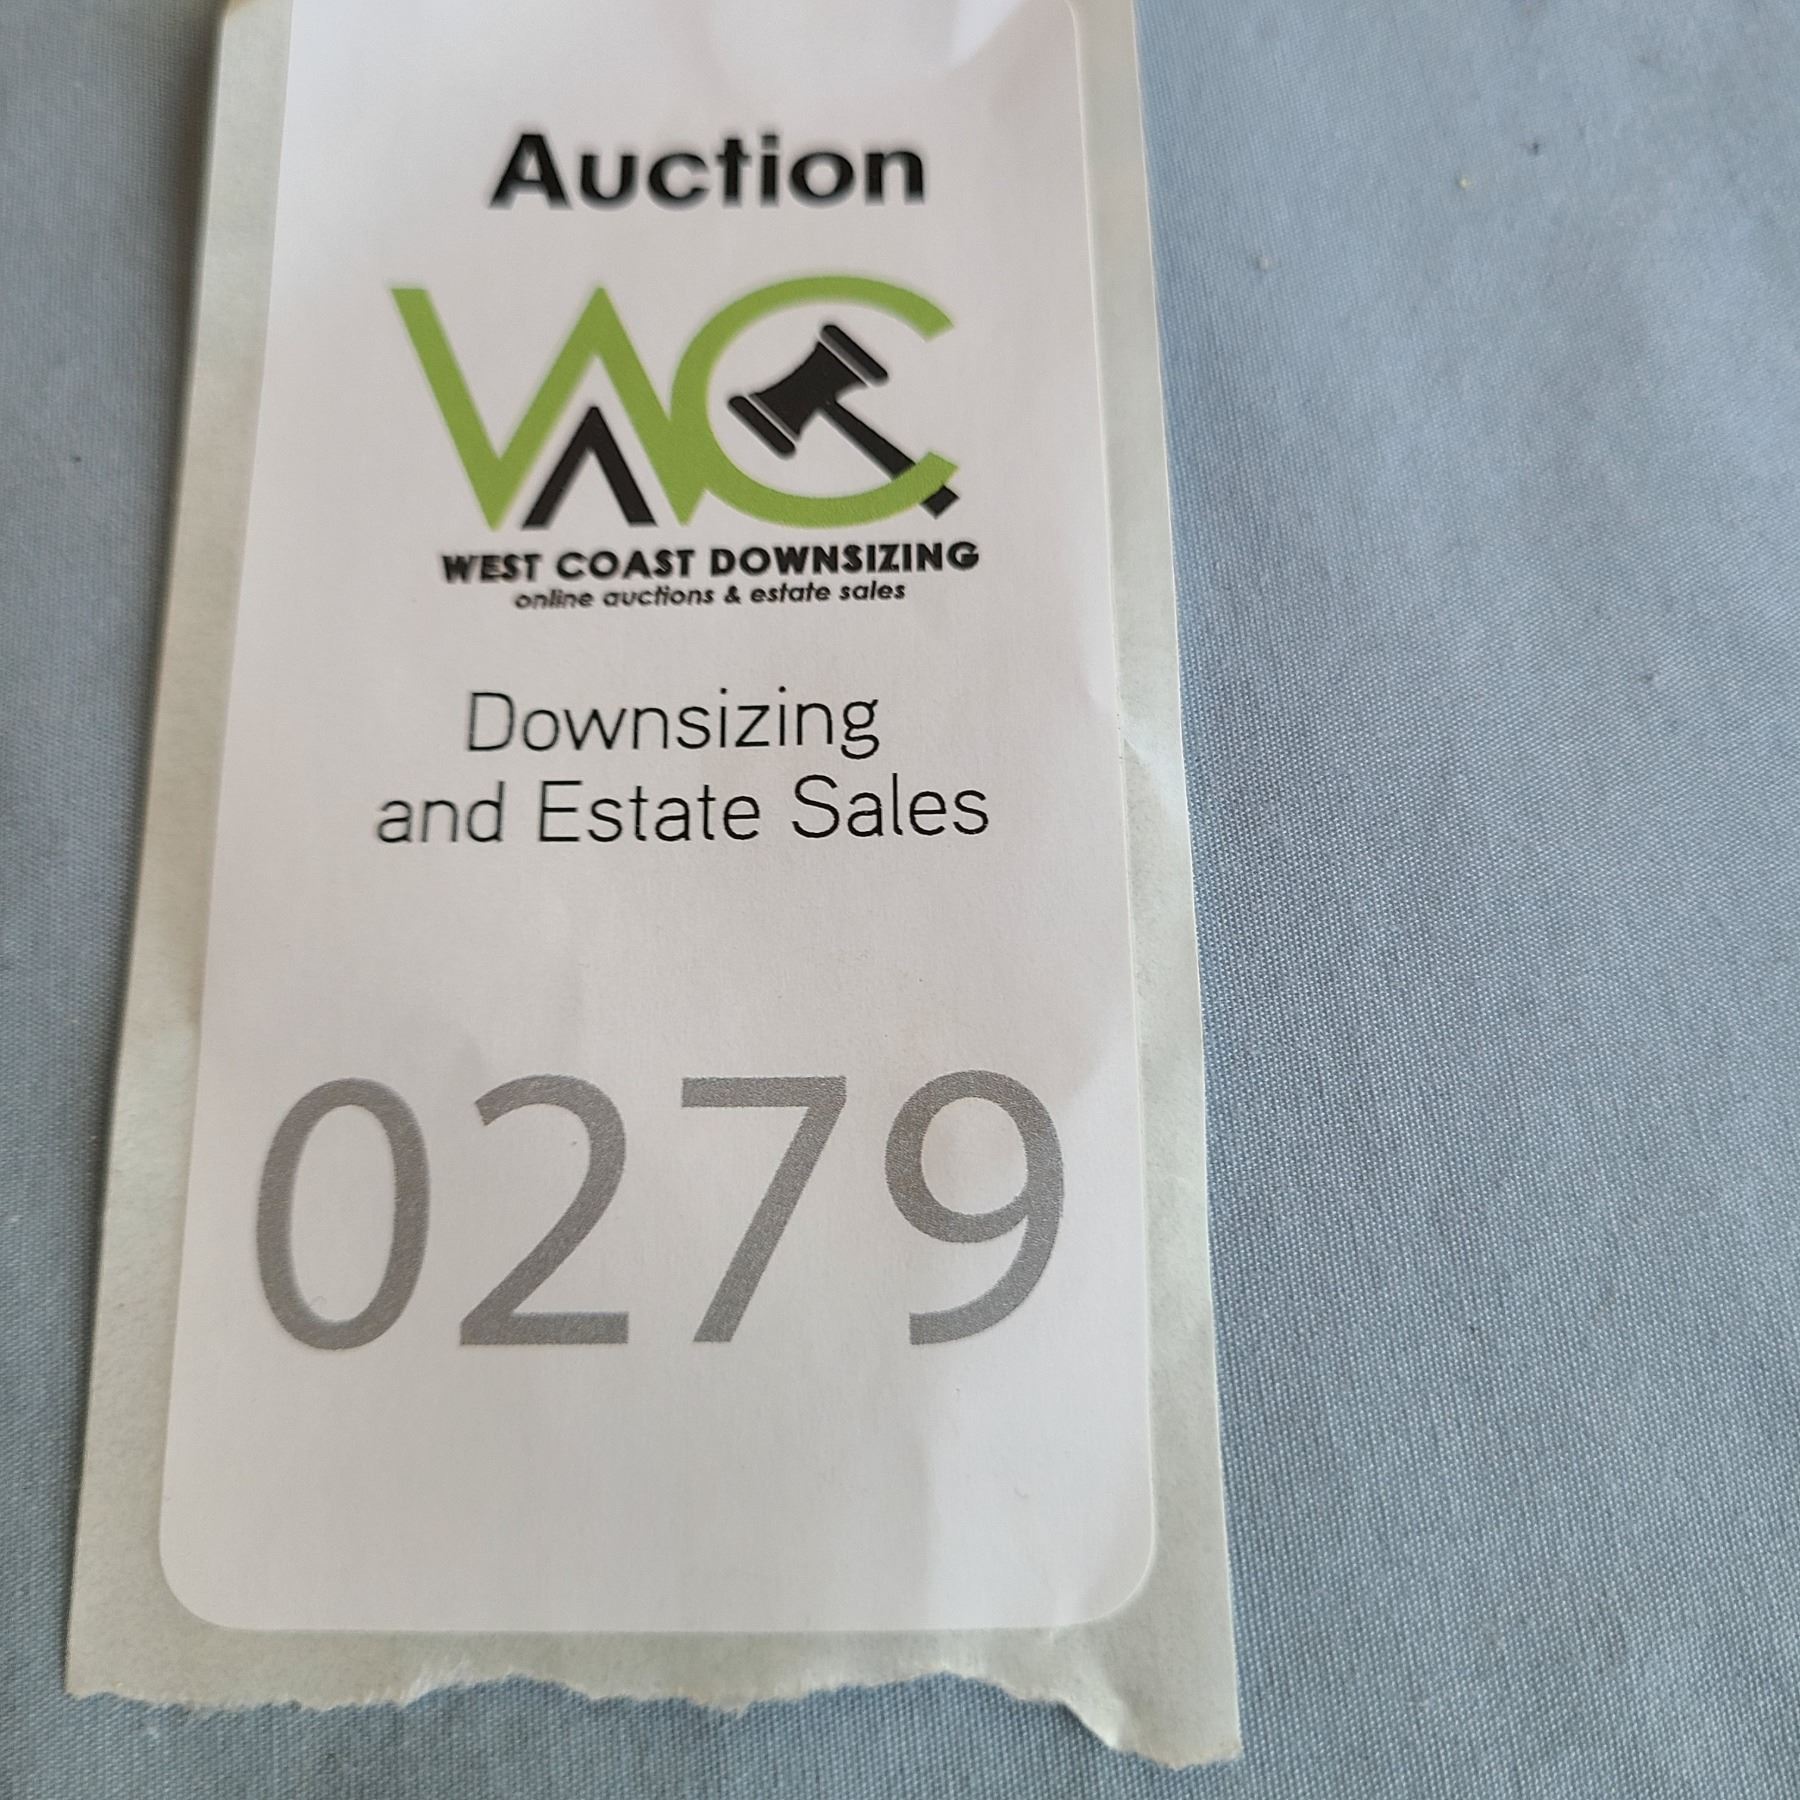 Auction
WC
WEST COAST DOWNSIZING
online auctions & estate sales
Downsizing
and Estate Sales
0279